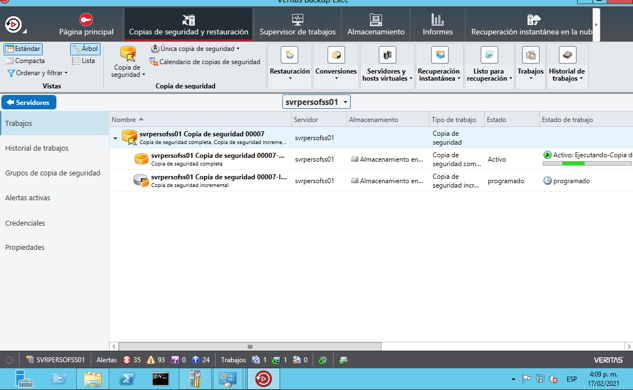 Veritas Backup Exec
Página principal
Copias de seguridad y restauración
Supervisor de trabajos
Almacenamiento
Informes
Recuperación instantánea en la nub
Estándar
Árbol
Compacta
Lista
Ordenar y filtrar
Vistas
Copia de
seguridad
Única copia de seguridad
Calendario de copias de seguridad
Copia de seguridad
Restauración
Conversiones
Servidores y
hosts virtuales
Recuperación
instantánea
Listo para
recuperación
Trabajos
Historial de
trabajos
Servidores
svrpersofss01
Trabajos
Historial de trabajos
Grupos de copia de seguridad
Alertas activas
Credenciales
Propiedades
Nombre
Servidor
Almacenamiento
Tipo de trabajo
Estado
Estado de trabajo
svrpersofss01 Copia de seguridad 00007
Copia de seguridad completa, Copia de seguridad increme...
svrpersofss01
Copia de
seguridad
svrpersofss01 Copia de seguridad 00007-...
Copia de seguridad completa
svrpersofss01
Almacenamiento en...
Copia de
seguridad com...
Activo
Activo: Ejecutando-Copia d
svrpersofss01 Copia de seguridad 00007-I...
Copia de seguridad incremental
svrpersofss01
Almacenamiento en...
Copia de
seguridad incr...
programado
programado
SVRPERSOFSS01
Alertas
35
93
0
24
Trabajos
1
1
0
VERITAS
ESP
4:09 p. m.
17/02/2021